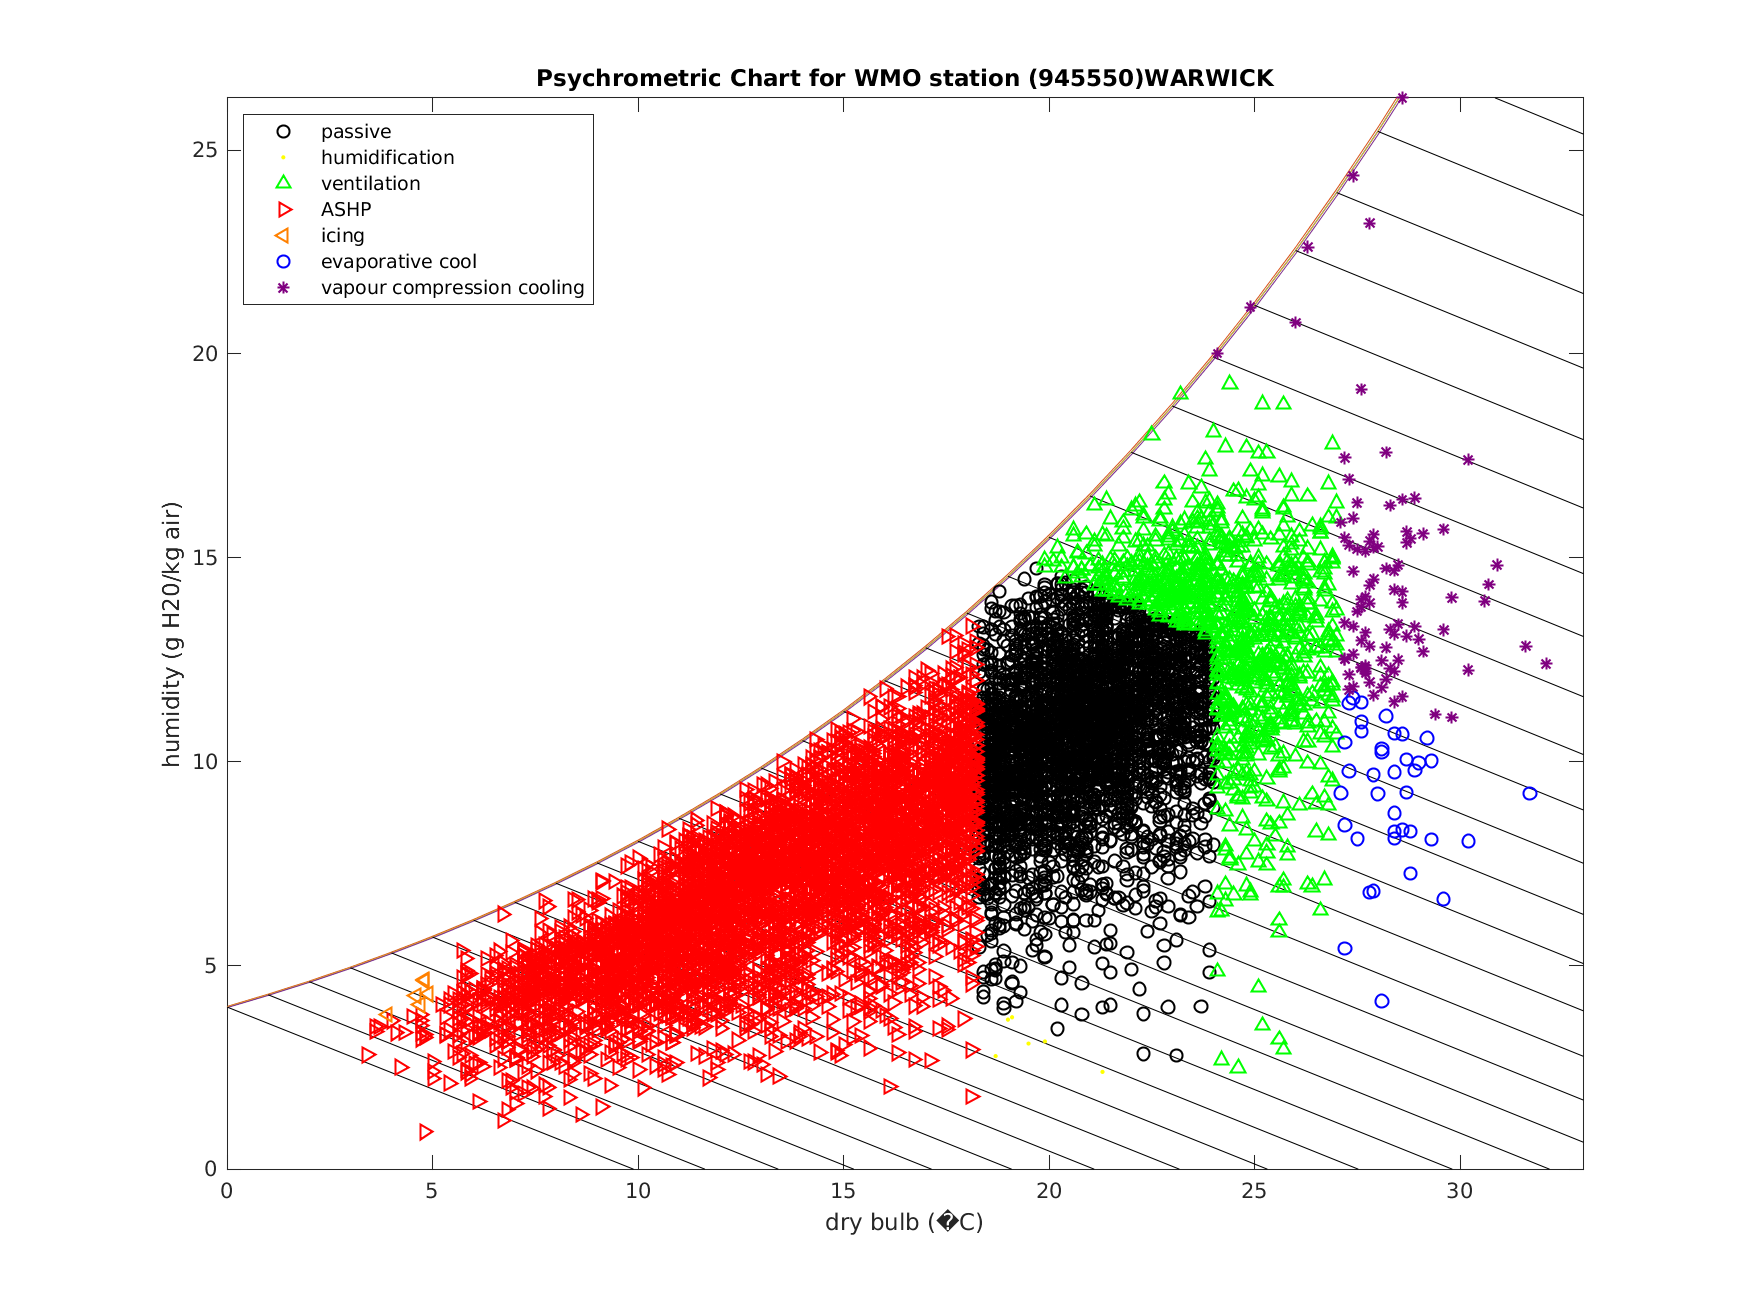 Psychrometric Chart for WMO station (945550)WARWICK
passive
humidification
ventilation
ASHP
icing
evaporative cool
vapour compression cooling
humidity (g H20/kg air)
25
20
15
10
5
0
0 5 10 15 20 25 30
dry bulb (�C)